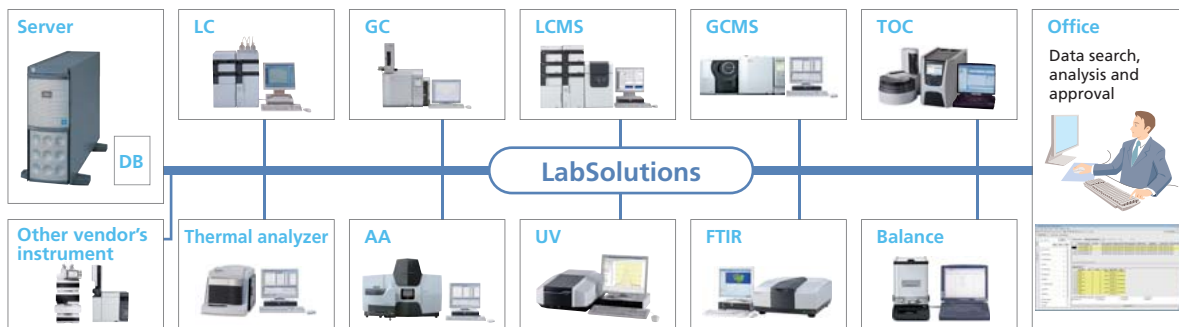 Server
DB
LC
GC
LCMS
GCMS
TOC
Office
Data search,
analysis and
approval
LabSolutions
Other vendor’s
instrument
Thermal analyzer
AA
UV
FTIR
Balance